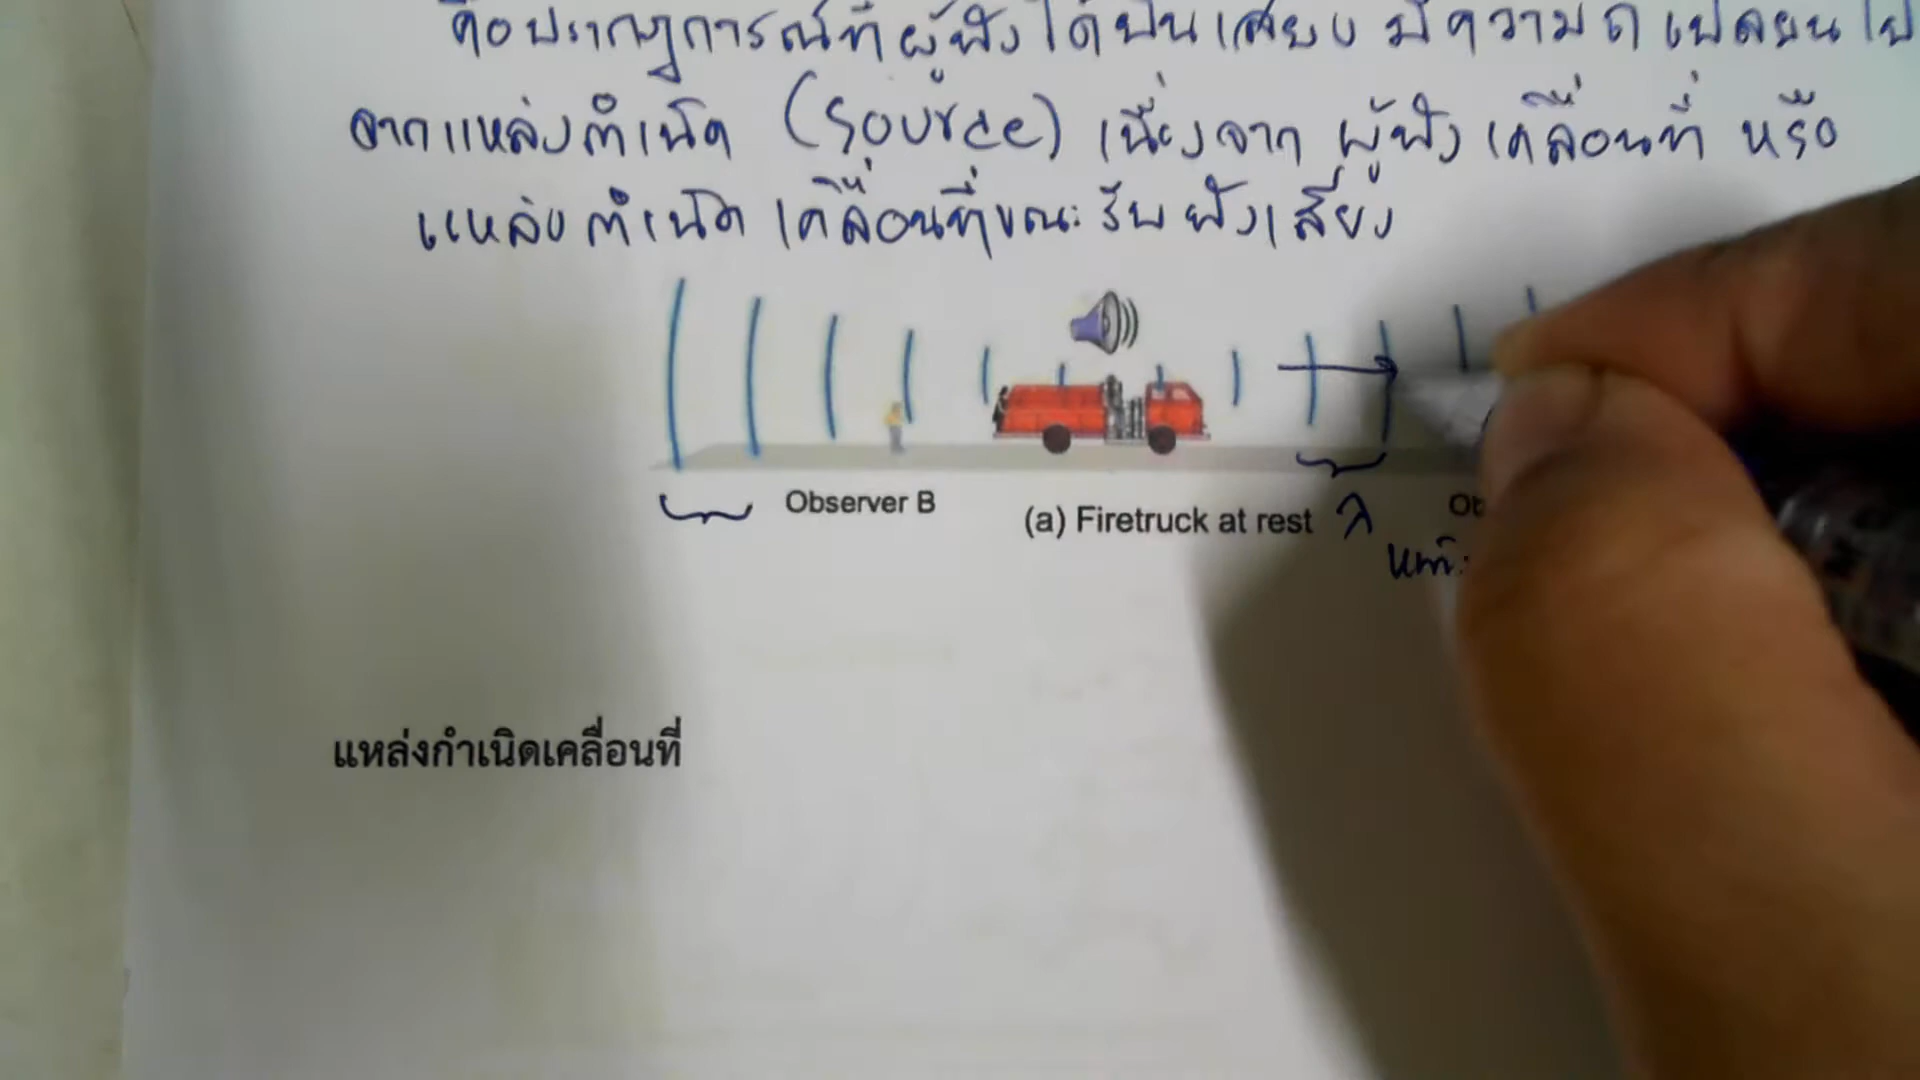 คือปรากฏการณ์ที่ผู้ฟังได้ยินเสียง มีความถี่เปลี่ยนไป
จากแหล่งกำเนิด (Source) เนื่องจาก ผู้ฟัง เคลื่อนที่ หรือ
แหล่งกำเนิด เคลื่อนที่ขณะรับฟังเสียง
Observer B
(a) Firetruck at rest λ
Ob
แหล่งกำเนิดเคลื่อนที่